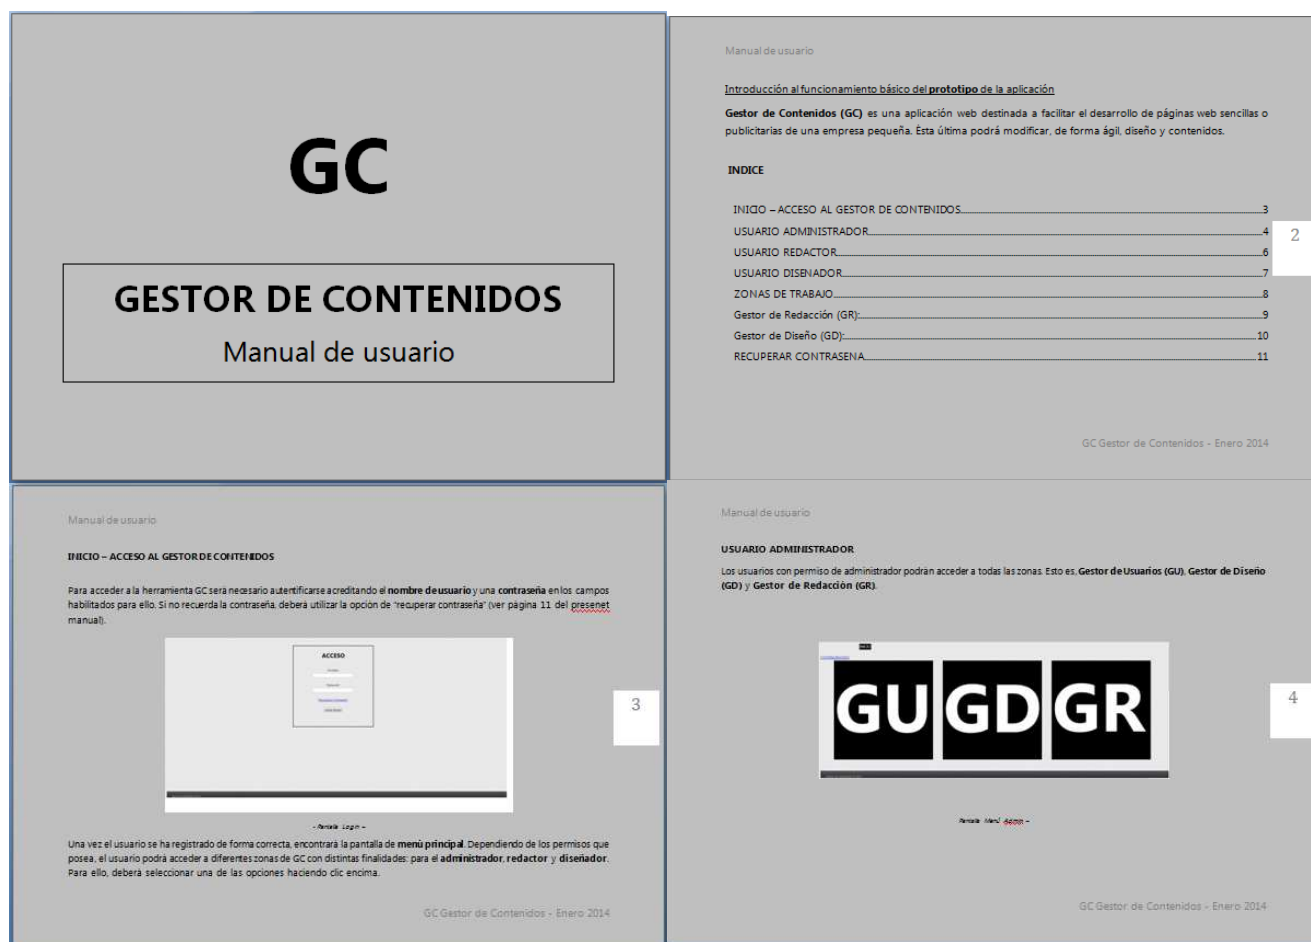 GC
GESTOR DE CONTENIDOS
Manual de usuario
Manual de usuario
Introducción al funcionamiento básico del prototipo de la aplicación
Gestor de Contenidos (GC) es una aplicación web destinada a facilitar el desarrollo de páginas web sencillas o
publicitarias de una empresa pequeña. Ésta última podrá modificar, de forma ágil, diseño y contenidos.
INDICE
INICIO – ACCESO AL GESTOR DE CONTENIDOS 3
USUARIO ADMINISTRADOR 4
USUARIO REDACTOR 6
USUARIO DISENADOR 7
ZONAS DE TRABAJO 8
Gestor de Redacción (GR): 9
Gestor de Diseño (GD): 10
RECUPERAR CONTRASENA 11
2
GC Gestor de Contenidos - Enero 2014
Manual de usuario
INICIO – ACCESO AL GESTOR DE CONTENIDOS
Para acceder a la herramienta GC será necesario autentificarse acreditando el nombre de usuario y una contraseña en los campos
habilitados para ello. Si no recuerda la contraseña, deberá utilizar la opción de "recuperar contraseña" (ver página 11 del presenet
manual).
ACCESO
- Pantalla Login –
3
Una vez el usuario se ha registrado de forma correcta, encontrará la pantalla de menú principal. Dependiendo de los permisos que
posea, el usuario podrá acceder a diferentes zonas de GC con distintas finalidades: para el administrador, redactor y diseñador.
Para ello, deberá seleccionar una de las opciones haciendo clic encima.
GC Gestor de Contenidos - Enero 2014
Manual de usuario
USUARIO ADMINISTRADOR
Los usuarios con permiso de administrador podrán acceder a todas las zonas. Esto es, Gestor de Usuarios (GU), Gestor de Diseño
(GD) y Gestor de Redacción (GR).
GU GD GR
4
Pantalla Menú Admin –
GC Gestor de Contenidos - Enero 2014